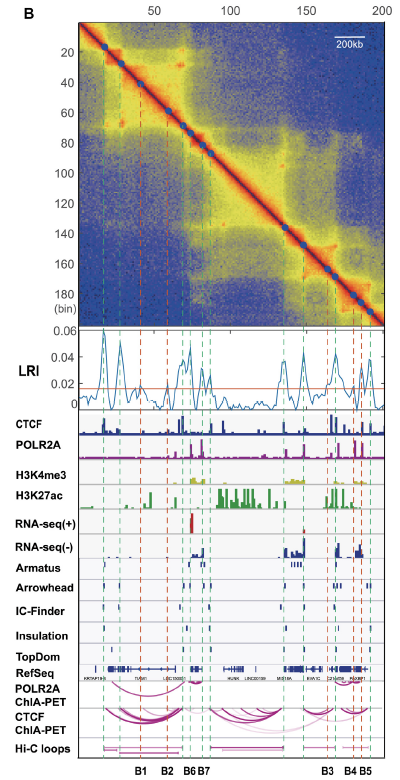 B
50 100 150 200
200kb
20
40
60
80
100
120
140
160
180
(bin)
0.06
0.04
LRI
0.02
0
CTCF
POLR2A
H3K4me3
H3K27ac
RNA-seq(+)
RNA-seq(-)
Armatus
Arrowhead
IC-Finder
Insulation
TopDom
RefSeq
HUNK
POLR2A
ChIA-PET
CTCF
ChIA-PET
Hi-C loops
B1 B2 B6 B7 B3 B4 B5